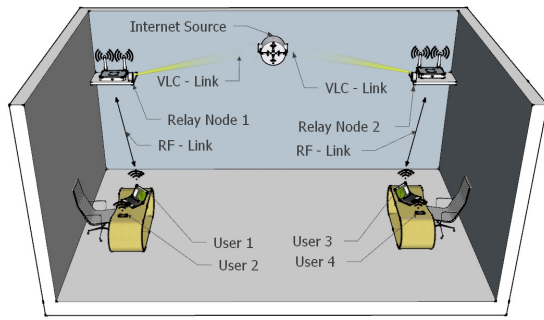 Internet Source
VLC - Link
VLC - Link
Relay Node 1
Relay Node 2
RF - Link
RF - Link
User 1
User 3
User 2
User 4